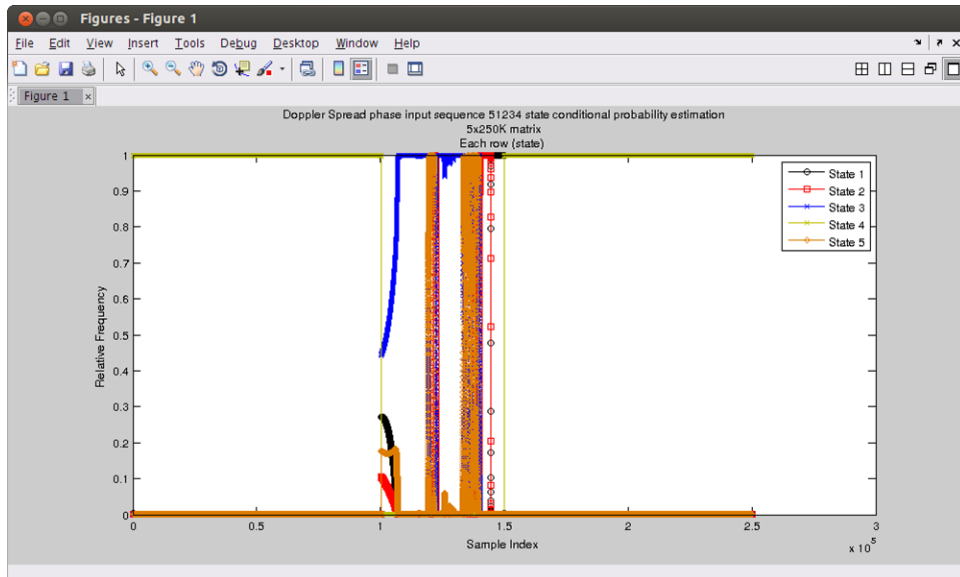 Figures - Figure 1
File Edit View Insert Tools Debug Desktop Window Help
Figure 1
Doppler Spread phase input sequence 51234 state conditional probability estimation
5x250K matrix
Each row (state)
1
0.9
0.8
0.7
0.6
0.5
0.4
0.3
0.2
0.1
0
Relative Frequency
State 1
State 2
State 3
State 4
State 5
0 0.5 1 1.5 2 2.5 3
Sample Index
x 10^5